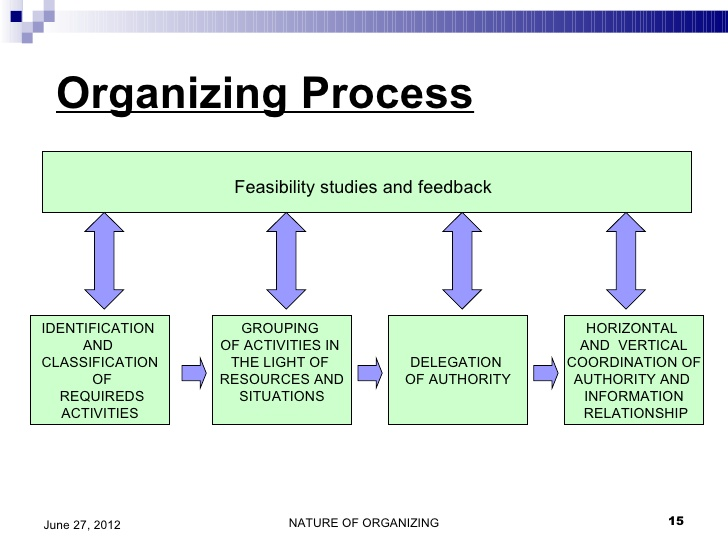 Organizing Process
Feasibility studies and feedback
IDENTIFICATION
AND
CLASSIFICATION
OF
REQUIREDS
ACTIVITIES
GROUPING
OF ACTIVITIES IN
THE LIGHT OF
RESOURCES AND
SITUATIONS
DELEGATION
OF AUTHORITY
HORIZONTAL
AND VERTICAL
COORDINATION OF
AUTHORITY AND
INFORMATION
RELATIONSHIP
June 27, 2012
NATURE OF ORGANIZING
15